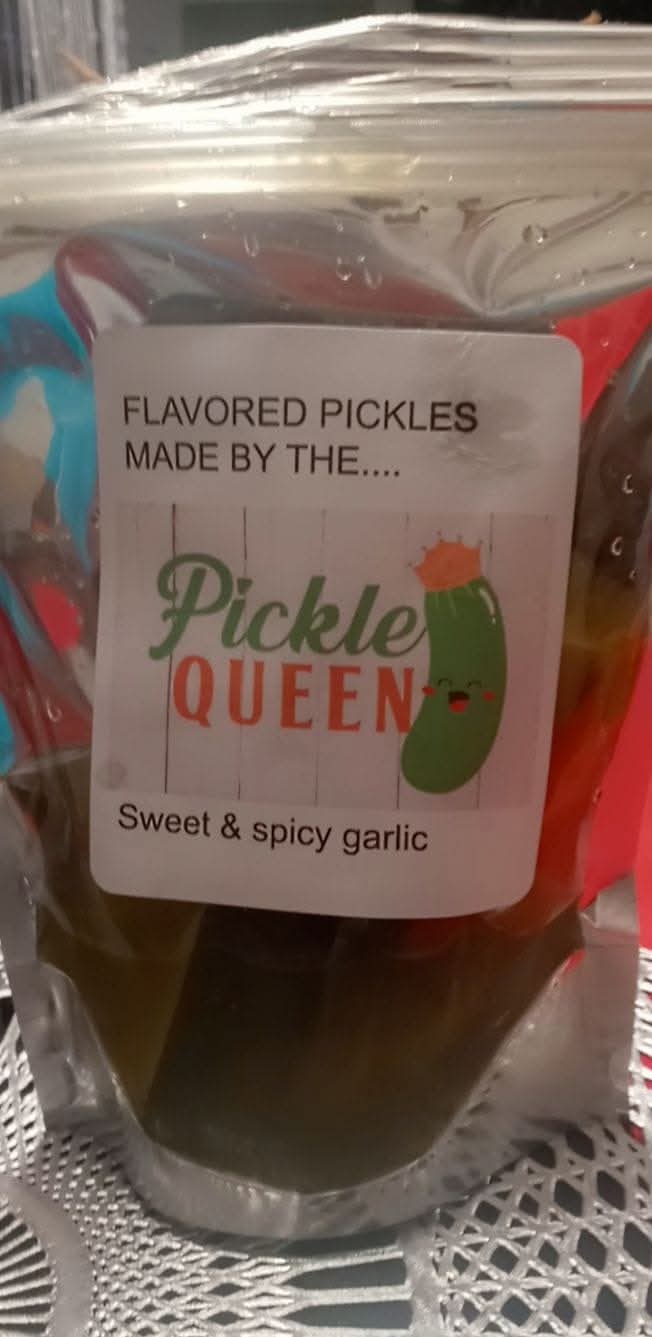 FLAVORED PICKLES
MADE BY THE....
Pickle
QUEEN
Sweet & spicy garlic